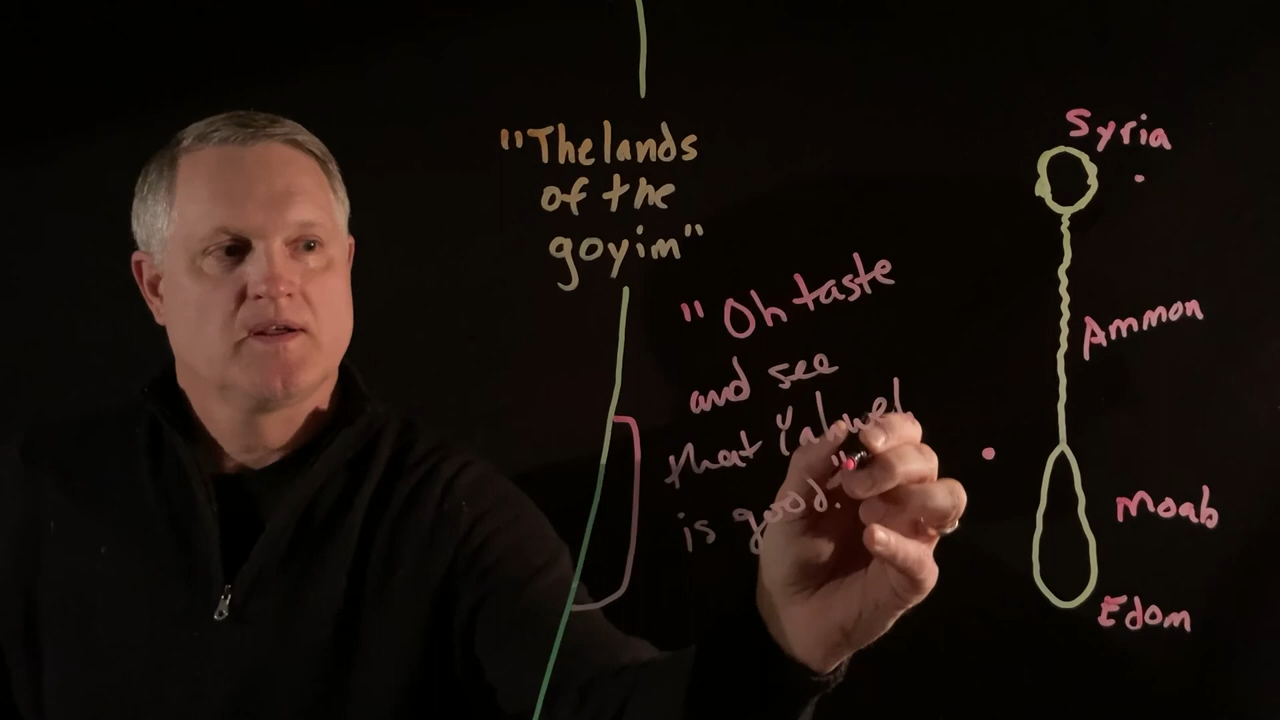 "The lands
of the
goyim"
"Oh taste
and see
that Yahweh
is good."
Syria
Ammon
Moab
Edom